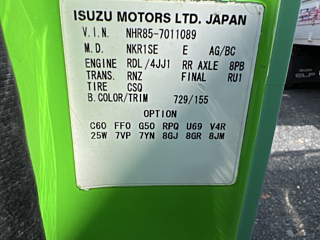 ISUZU MOTORS LTD. JAPAN
V.I.N. NHR85-7011089
M.D. NKR1SE E AG/BC
ENGINE RDL/4JJ1 RR AXLE 8PB
TRANS. RNZ FINAL RU1
TIRE CSQ
B.COLOR/TRIM 729/155
OPTION
C60 FF0 G50 RPQ U69 V4R
25W 7VP 7YN 8GJ 8GR 8JM